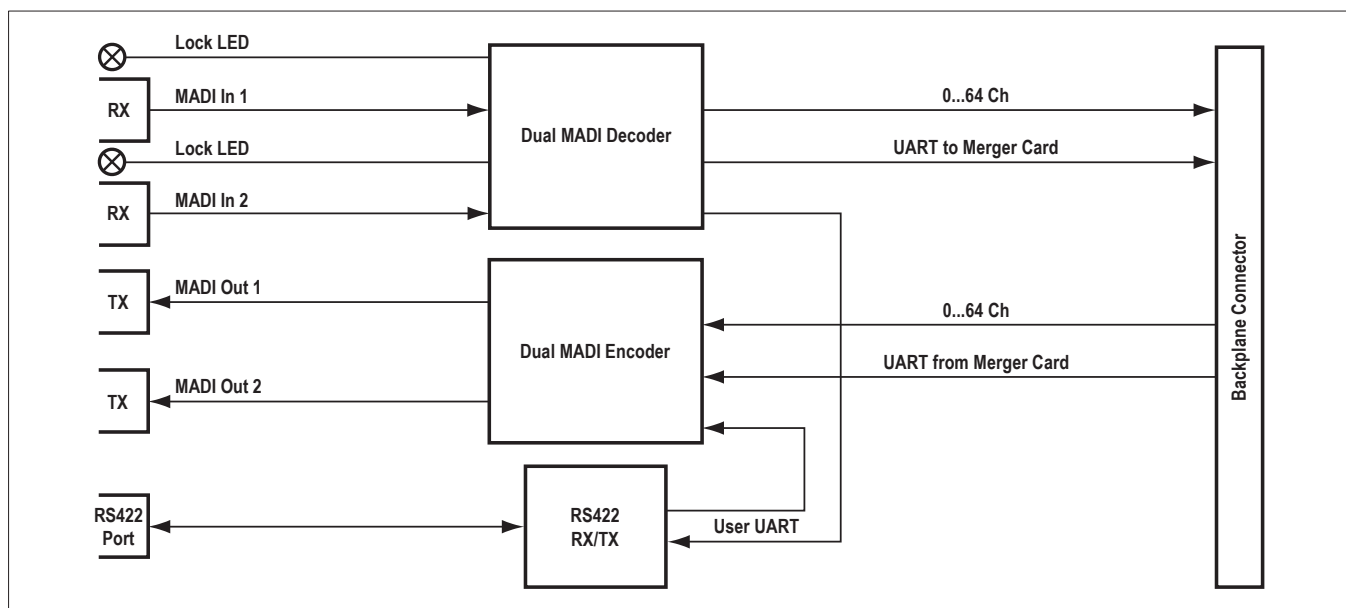 Lock LED
RX
MADI In 1
Dual MADI Decoder
0...64 Ch
Lock LED
UART to Merger Card
RX
MADI In 2
TX
MADI Out 1
Dual MADI Encoder
0...64 Ch
UART from Merger Card
TX
MADI Out 2
Backplane Connector
RS422
Port
RS422
RX/TX
User UART